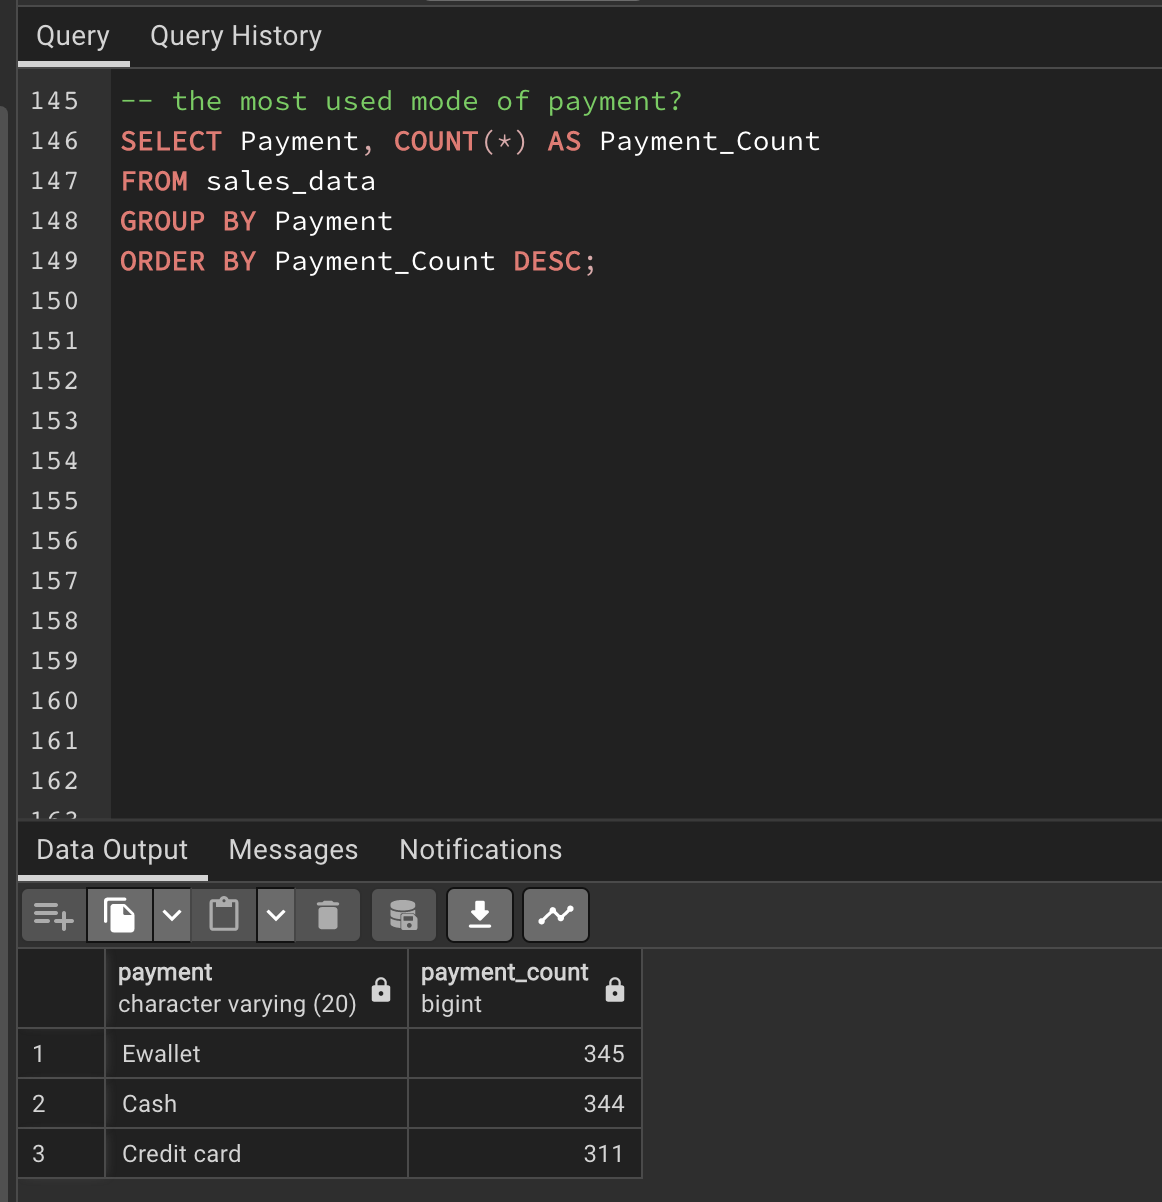 Query Query History
145 -- the most used mode of payment?
146 SELECT Payment, COUNT(*) AS Payment_Count
147 FROM sales_data
148 GROUP BY Payment
149 ORDER BY Payment_Count DESC;
150
151
152
153
154
155
156
157
158
159
160
161
162
163
Data Output Messages Notifications
payment payment_count
character varying (20) bigint
1 Ewallet 345
2 Cash 344
3 Credit card 311